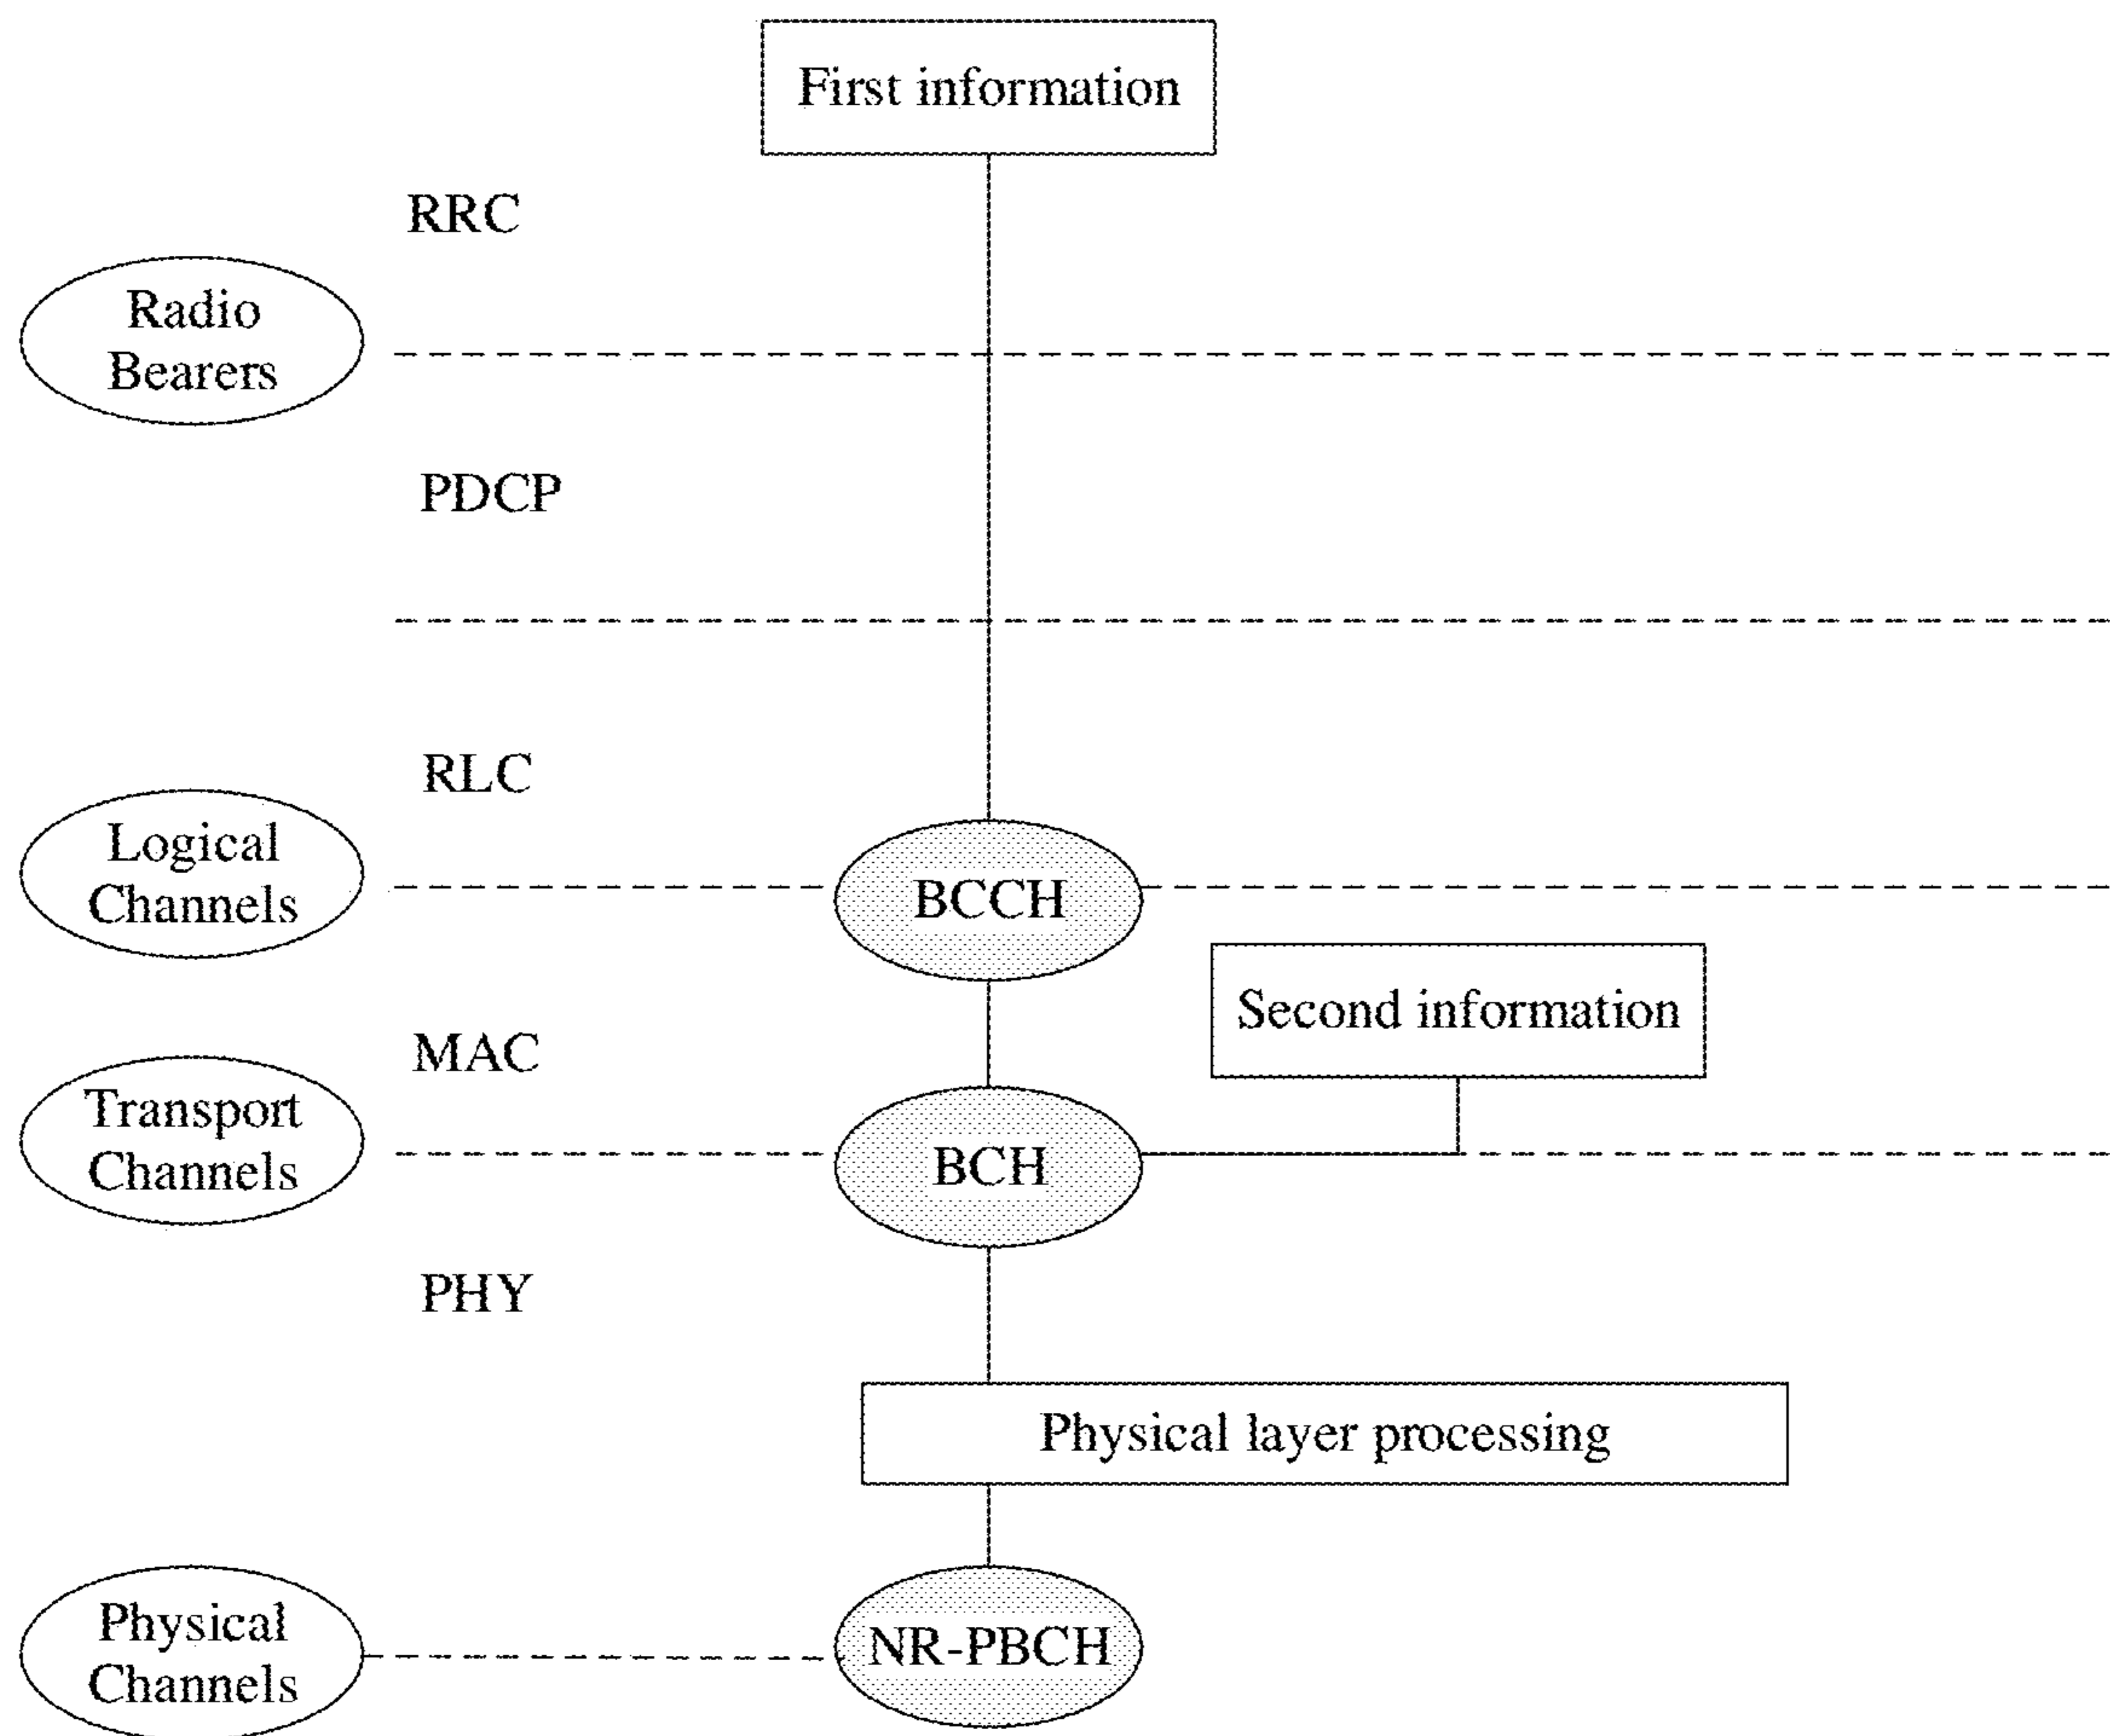 First information
RRC
Radio
Bearers
PDCP
RLC
Logical
Channels
BCCH
Second information
MAC
Transport
Channels
BCH
PHY
Physical layer processing
Physical
Channels
NR-PBCH